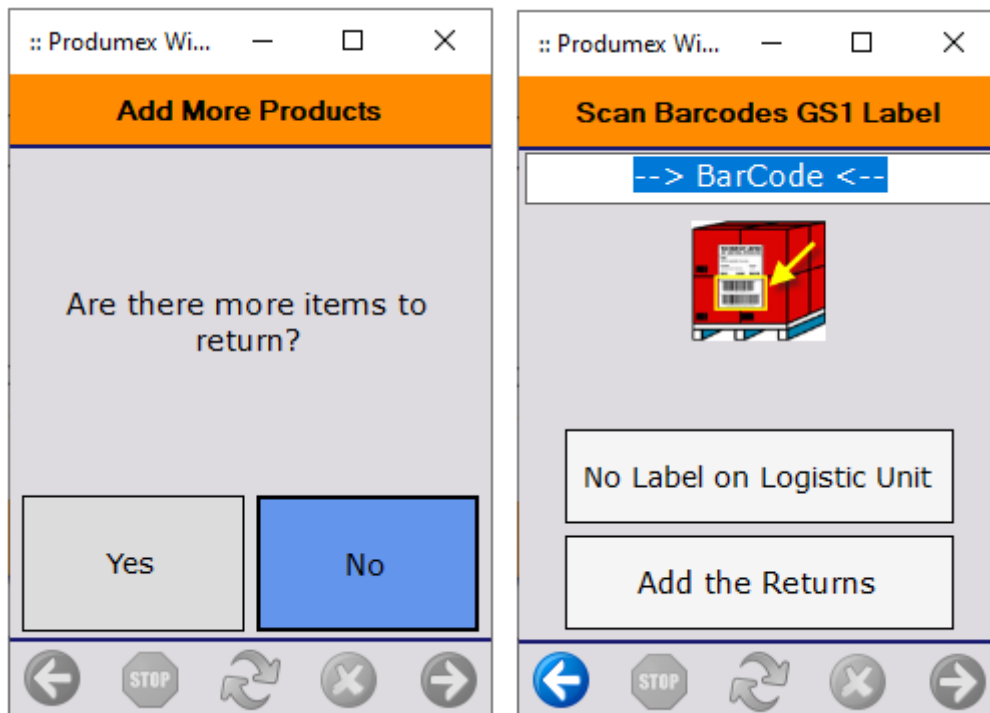 :: Produmex Wi...
Add More Products
Are there more items to
return?
Yes
No
STOP
:: Produmex Wi...
Scan Barcodes GS1 Label
--> BarCode <--
No Label on Logistic Unit
Add the Returns
STOP